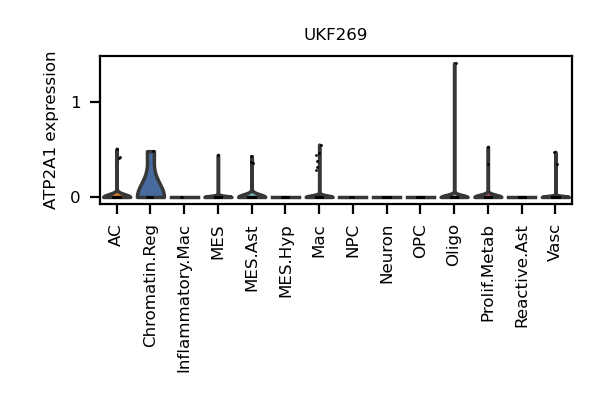 UKF269
ATP2A1 expression
1
0
AC
Chromatin.Reg
Inflammatory.Mac
MES
MES.Ast
MES.Hyp
Mac
NPC
Neuron
OPC
Oligo
Prolif.Metab
Reactive.Ast
Vasc